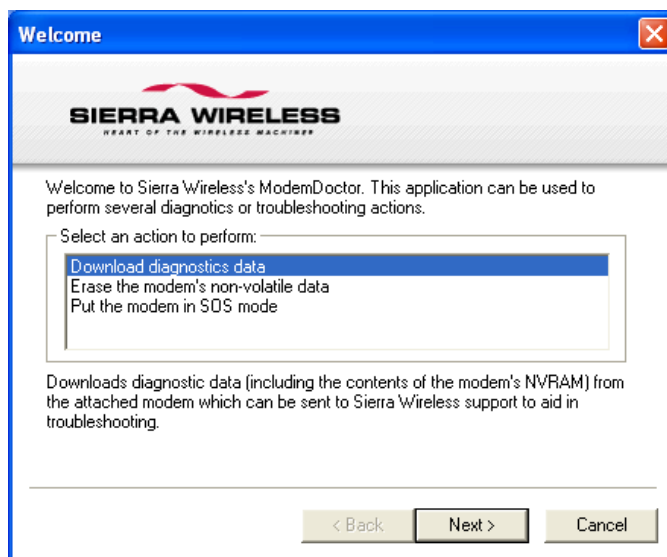 Welcome
SIERRA WIRELESS
HEART OF THE WIRELESS MACHINE®
Welcome to Sierra Wireless's ModemDoctor. This application can be used to
perform several diagnotics or troubleshooting actions.
Select an action to perform:
Download diagnostics data
Erase the modem's non-volatile data
Put the modem in SOS mode
Downloads diagnostic data (including the contents of the modem's NVRAM) from
the attached modem which can be sent to Sierra Wireless support to aid in
troubleshooting.
< Back
Next >
Cancel